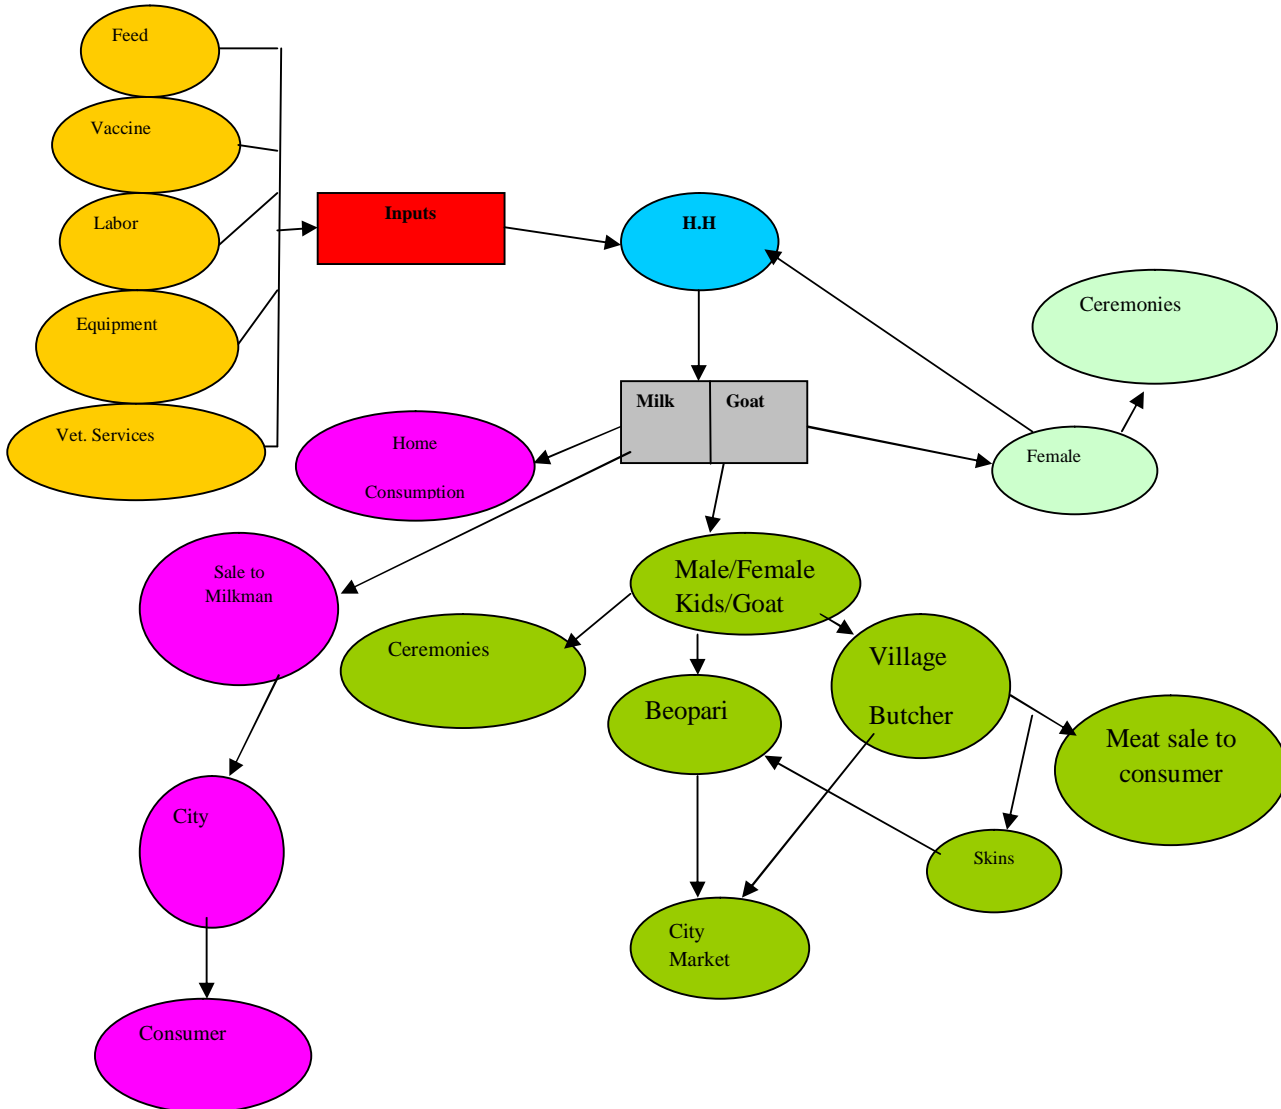 Feed
Vaccine
Labor
Equipment
Vet. Services
Inputs
H.H
Ceremonies
Milk
Goat
Home
Consumption
Female
Sale to
Milkman
Male/Female
Kids/Goat
Ceremonies
Village
Butcher
Beopari
Meat sale to
consumer
City
Skins
City
Market
Consumer